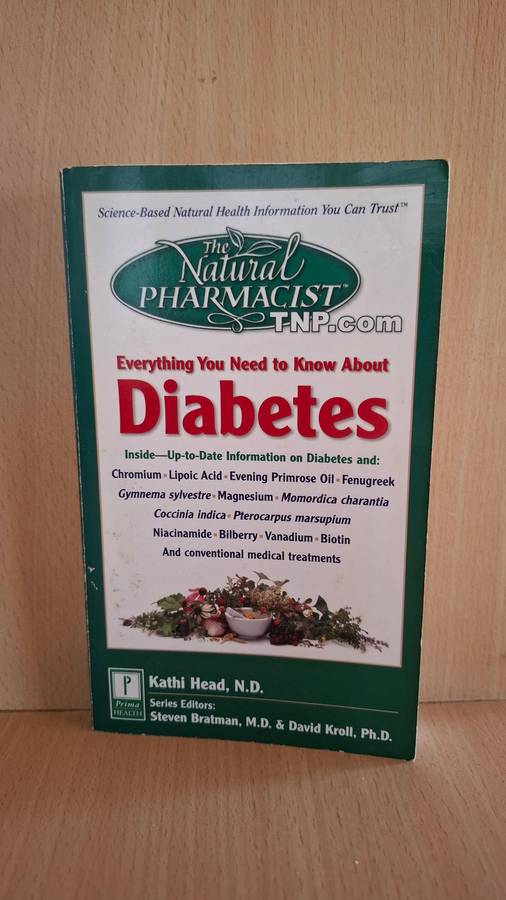 Science-Based Natural Health Information You Can Trust™
The
Natural
PHARMACIST™
TNP.com
Everything You Need to Know About
Diabetes
Inside—Up-to-Date Information on Diabetes and:
Chromium • Lipoic Acid • Evening Primrose Oil • Fenugreek
Gymnema sylvestre • Magnesium • Momordica charantia
Coccinia indica • Pterocarpus marsupium
Niacinamide • Bilberry • Vanadium • Biotin
And conventional medical treatments
P
Prima
HEALTH
Kathi Head, N.D.
Series Editors:
Steven Bratman, M.D. & David Kroll, Ph.D.